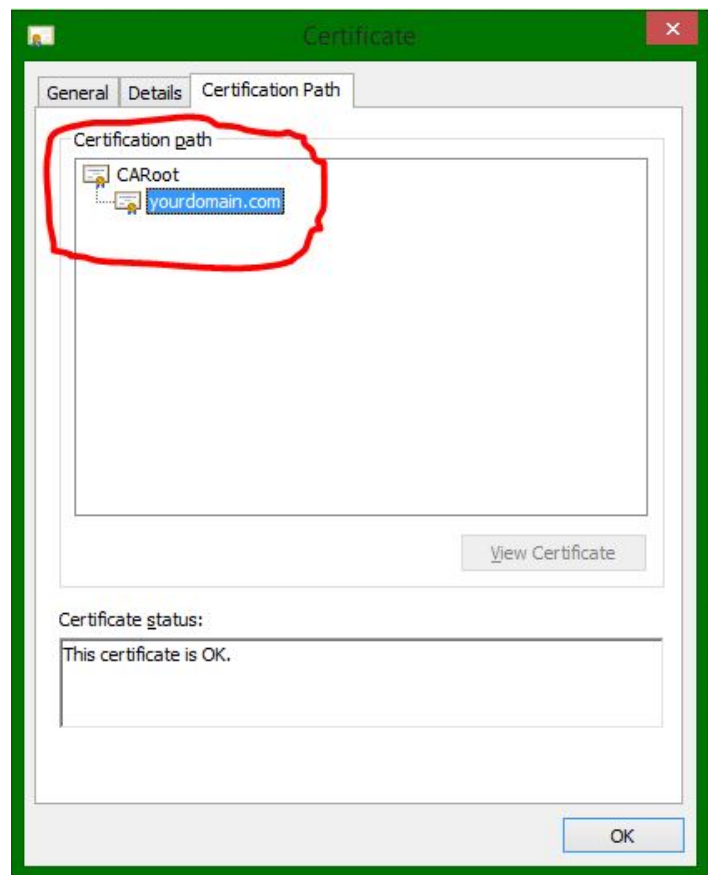 Certificate
General Details Certification Path
Certification path
CARoot
yourdomain.com
View Certificate
Certificate status:
This certificate is OK.
OK